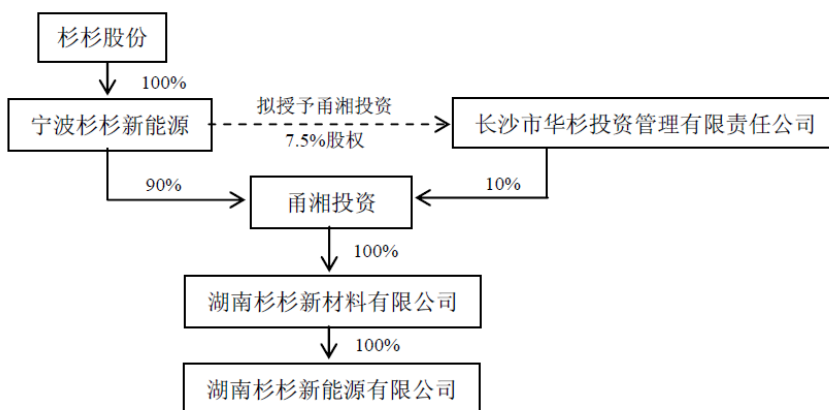 杉杉股份
100%
宁波杉杉新能源
拟授予甬湘投资
7.5%股权
长沙市华杉投资管理有限责任公司
90%
甬湘投资
10%
100%
湖南杉杉新材料有限公司
100%
湖南杉杉新能源有限公司